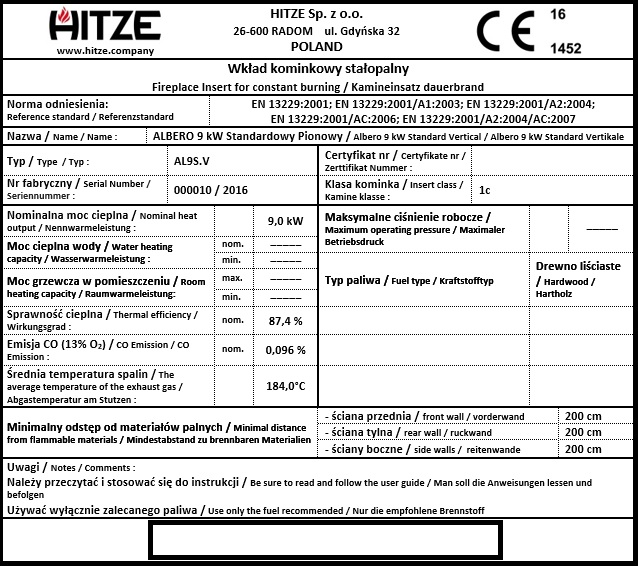 HITZE
www.hitze.company
HITZE Sp. z o.o.
26-600 RADOM ul. Gdyńska 32
POLAND
CE
16
1452
Wkład kominkowy stałopalny
Fireplace Insert for constant burning / Kamineinsatz dauerbrand
Norma odniesienia:
Reference standard / Referenzstandard
EN 13229:2001; EN 13229:2001/A1:2003; EN 13229:2001/A2:2004;
EN 13229:2001/AC:2006; EN 13229:2001/A2:2004/AC:2007
Nazwa / Name / Name :
ALBERO 9 kW Standardowy Pionowy / Albero 9 kW Standard Vertical / Albero 9 kW Standard Vertikale
Typ / Type / Typ :
AL9S.V
Certyfikat nr / Certyfikate nr /
Zerttifikat Nummer :
Nr fabryczny / Serial Number /
Seriennummer :
000010 / 2016
Klasa kominka / Insert class /
Kamine klasse :
1c
Nominalna moc cieplna / Nominal heat
output / Nennwarmeleistung :
9,0 kW
Maksymalne ciśnienie robocze /
Maximum operating pressure / Maximaler
Betriebsdruck
_____
Moc cieplna wody / Water heating
capacity / Wasserwarmeleistung :
nom. _____
min. _____
Moc grzewcza w pomieszczeniu / Room
heating capacity / Raumwarmeleistung:
max. _____
min. _____
Typ paliwa / Fuel type / Kraftstofftyp
Drewno liściaste
/ Hardwood /
Hartholz
Sprawność cieplna / Thermal efficiency /
Wirkungsgrad :
nom.
87,4 %
Emisja CO (13% O₂) / CO Emission / CO
Emission :
nom.
0,096 %
Średnia temperatura spalin / The
average temperature of the exhaust gas /
Abgastemperatur am Stutzen :
184,0°C
Minimalny odstęp od materiałów palnych / Minimal distance
from flammable materials / Mindestabstand zu brennbaren Materialien
- ściana przednia / front wall / vorderwand
200 cm
- ściana tylna / rear wall / ruckwand
200 cm
- ściany boczne / side walls / reitenwande
200 cm
Uwagi / Notes / Comments :
Należy przeczytać i stosować się do instrukcji / Be sure to read and follow the user guide / Man soll die Anweisungen lessen und
befolgen
Używać wyłącznie zalecanego paliwa / Use only the fuel recommended / Nur die empfohlene Brennstoff